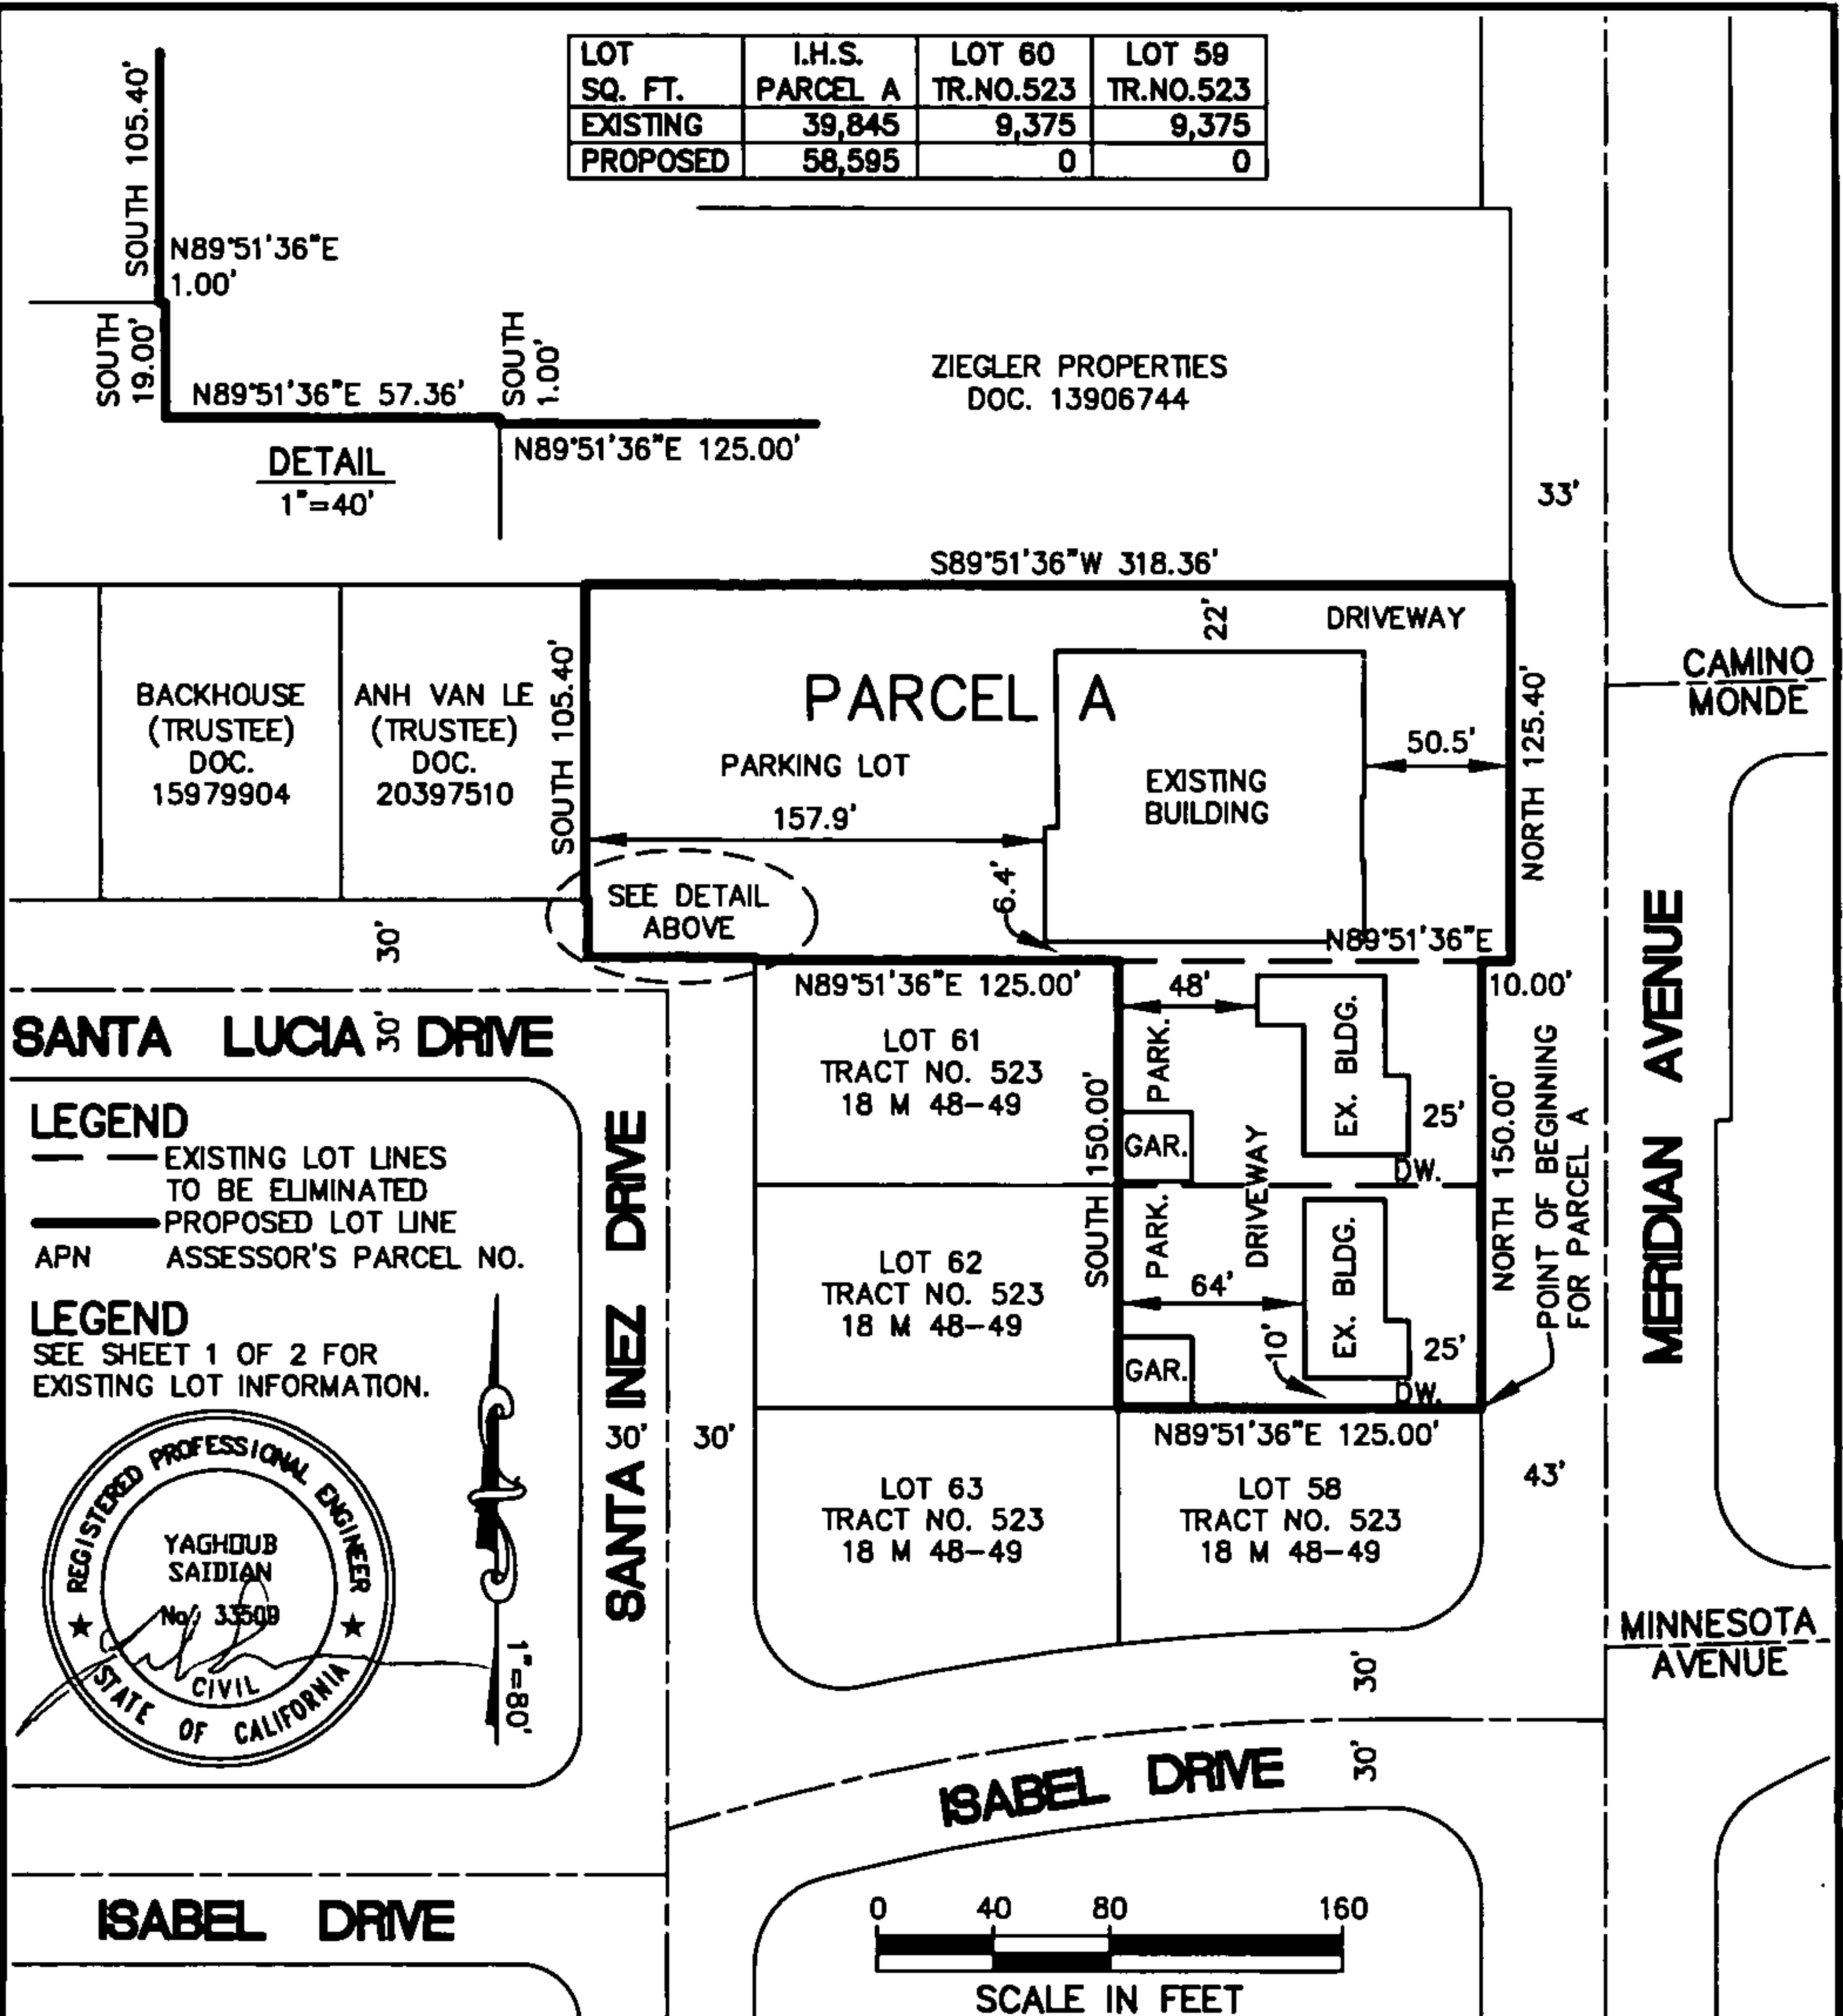 LOT SQ. FT. I.H.S. PARCEL A LOT 60 TR.NO.523 LOT 59 TR.NO.523
EXISTING 39,845 9,375 9,375
PROPOSED 58,595 0 0
SOUTH 105.40'
N89°51'36"E
1.00'
SOUTH
19.00'
N89°51'36"E 57.36'
SOUTH
1.00'
N89°51'36"E 125.00'
DETAIL
1"=40'
ZIEGLER PROPERTIES
DOC. 13906744
33'
S89°51'36"W 318.36'
22'
DRIVEWAY
BACKHOUSE
(TRUSTEE)
DOC.
15979904
ANH VAN LE
(TRUSTEE)
DOC.
20397510
SOUTH 105.40'
PARCEL A
PARKING LOT
157.9'
EXISTING
BUILDING
50.5'
NORTH 125.40'
CAMINO
MONDE
SEE DETAIL
ABOVE
6.4'
N89°51'36"E
10.00'
30'
30'
SANTA LUCIA DRIVE
N89°51'36"E 125.00'
48'
LOT 61
TRACT NO. 523
18 M 48-49
PARK.
GAR.
EX. BLDG.
25'
DW.
SOUTH 150.00'
DRIVEWAY
NORTH 150.00'
POINT OF BEGINNING
FOR PARCEL A
MERIDIAN AVENUE
LEGEND
EXISTING LOT LINES
TO BE ELIMINATED
PROPOSED LOT LINE
APN ASSESSOR'S PARCEL NO.
LEGEND
SEE SHEET 1 OF 2 FOR
EXISTING LOT INFORMATION.
SANTA INEZ DRIVE
30'
30'
LOT 62
TRACT NO. 523
18 M 48-49
PARK.
64'
GAR.
10'
EX. BLDG.
25'
DW.
N89°51'36"E 125.00'
43'
LOT 63
TRACT NO. 523
18 M 48-49
LOT 58
TRACT NO. 523
18 M 48-49
REGISTERED PROFESSIONAL ENGINEER
YAGHOUB
SAIDIAN
No.
CIVIL
STATE OF CALIFORNIA
1"=80'
MINNESOTA
AVENUE
30'
30'
ISABEL DRIVE
ISABEL DRIVE
0 40 80 160
SCALE IN FEET